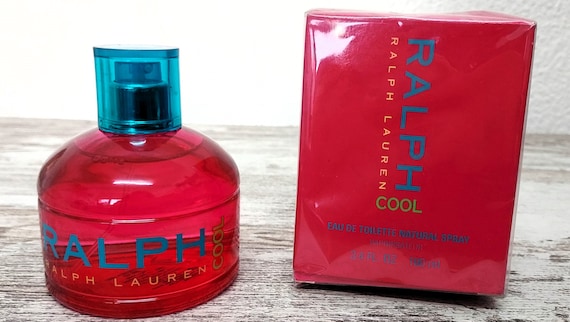 RALPH
COOL
RALPH LAUREN
RALPH
RALPH LAUREN
COOL
EAU DE TOILETTE NATURAL SPRAY